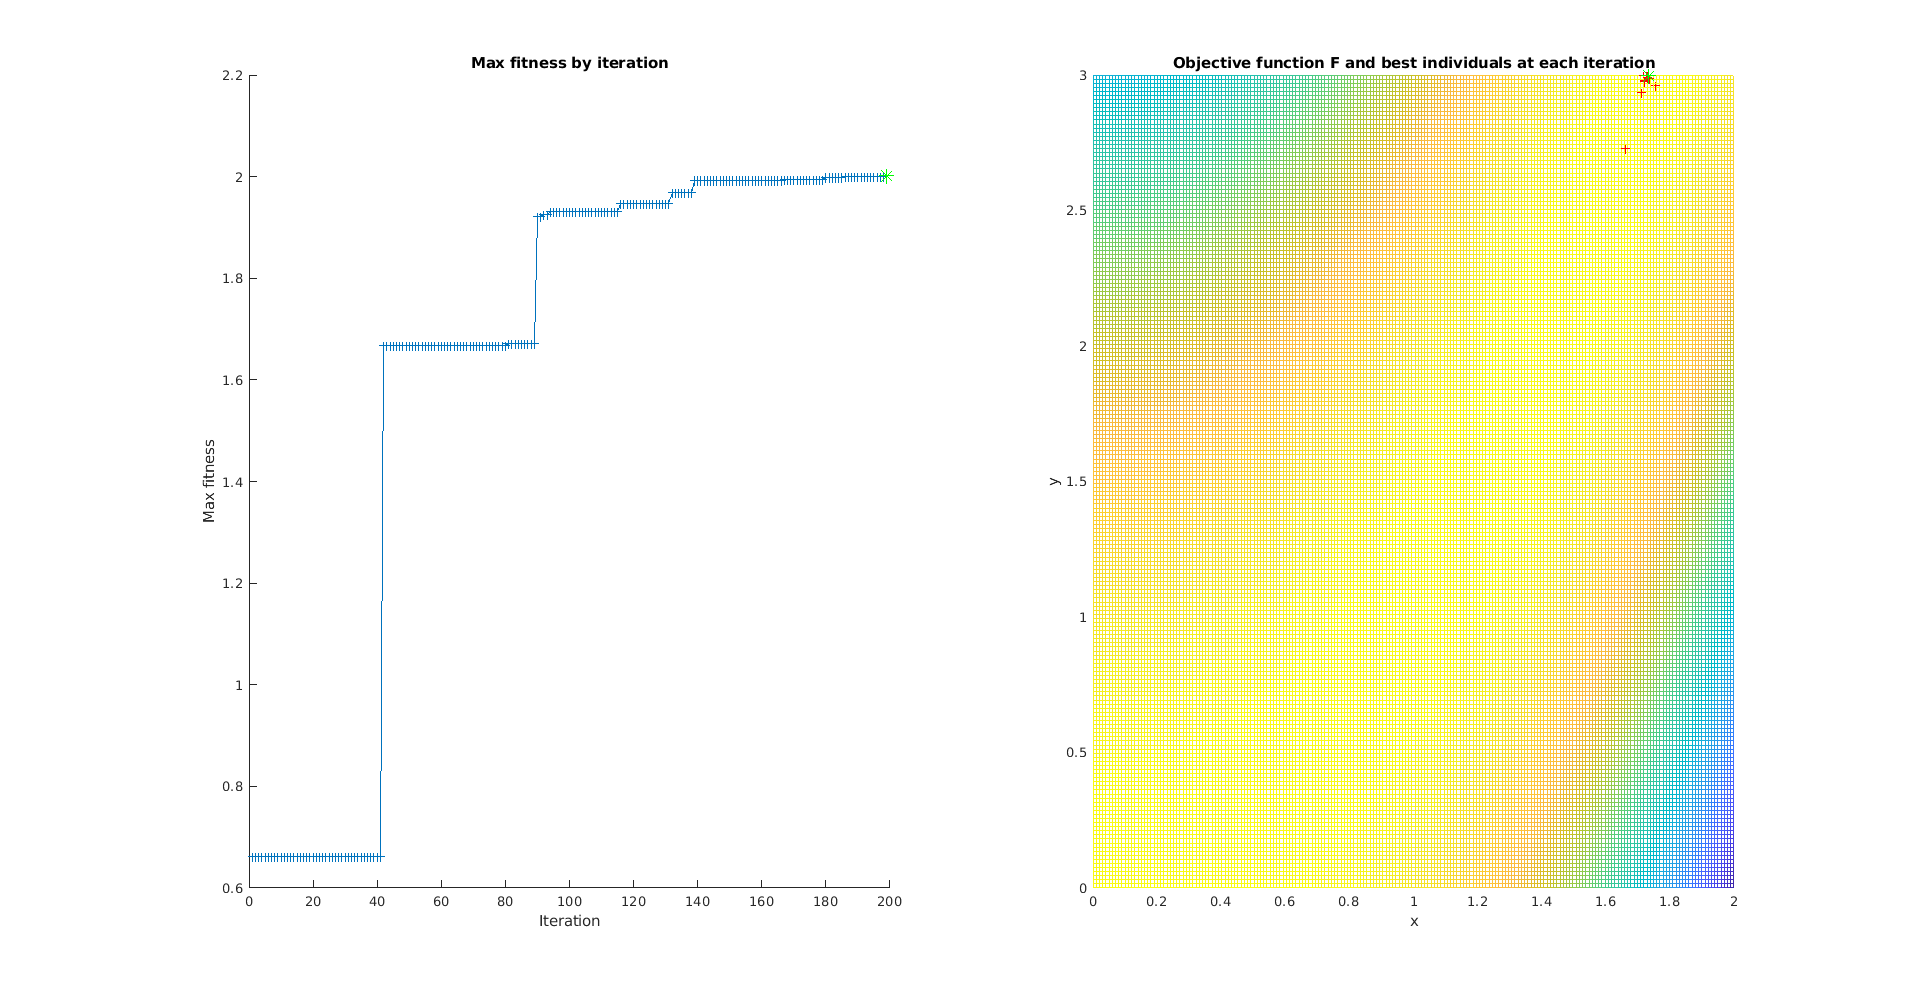 Max fitness by iteration
2.2
2
1.8
1.6
1.4
1.2
1
0.8
0.6
Max fitness
0 20 40 60 80 100 120 140 160 180 200
Iteration
Objective function F and best individuals at each iteration
3
2.5
2
1.5
1
0.5
0
y
0 0.2 0.4 0.6 0.8 1 1.2 1.4 1.6 1.8 2
x